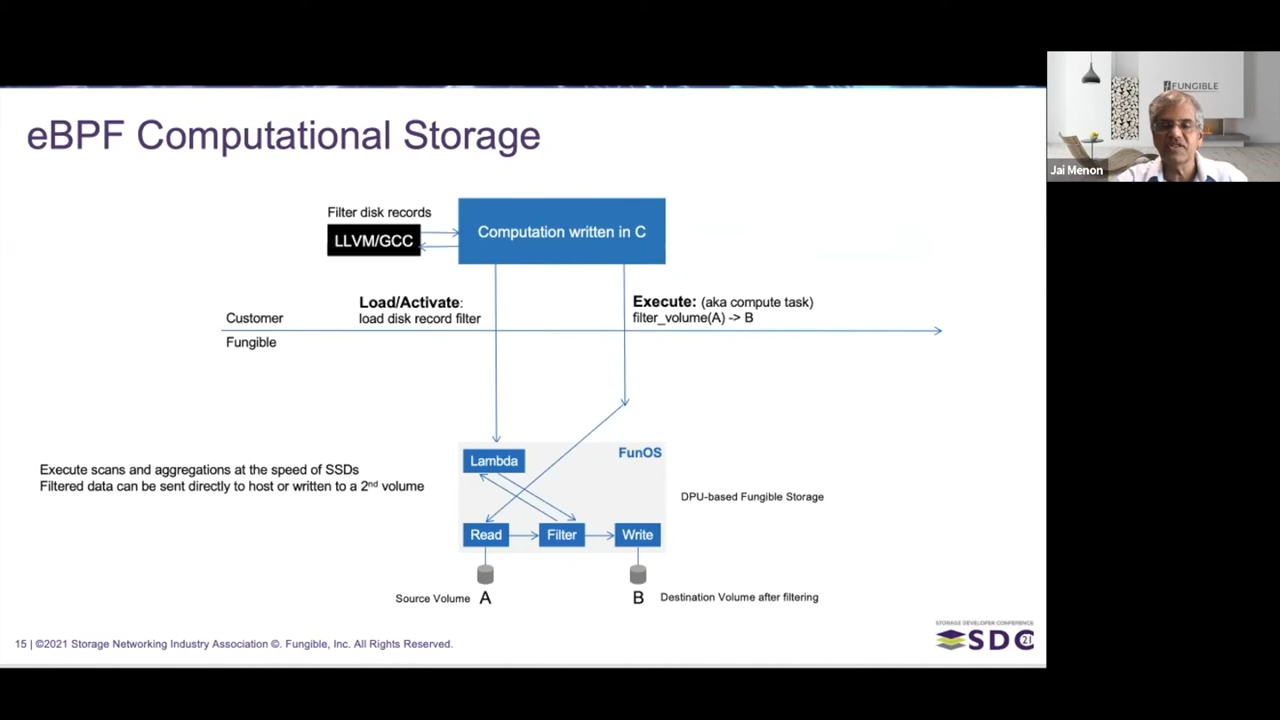 eBPF Computational Storage
FUNGIBLE
Jai Menon
Filter disk records
LLVM/GCC
Computation written in C
Load/Activate:
load disk record filter
Execute: (aka compute task)
filter_volume(A) -> B
Customer
Fungible
FunOS
Lambda
Execute scans and aggregations at the speed of SSDs
Filtered data can be sent directly to host or written to a 2nd volume
DPU-based Fungible Storage
Read
Filter
Write
Source Volume A
B Destination Volume after filtering
STORAGE DEVELOPER CONFERENCE
SDC 21
15 | ©2021 Storage Networking Industry Association ©. Fungible, Inc. All Rights Reserved.